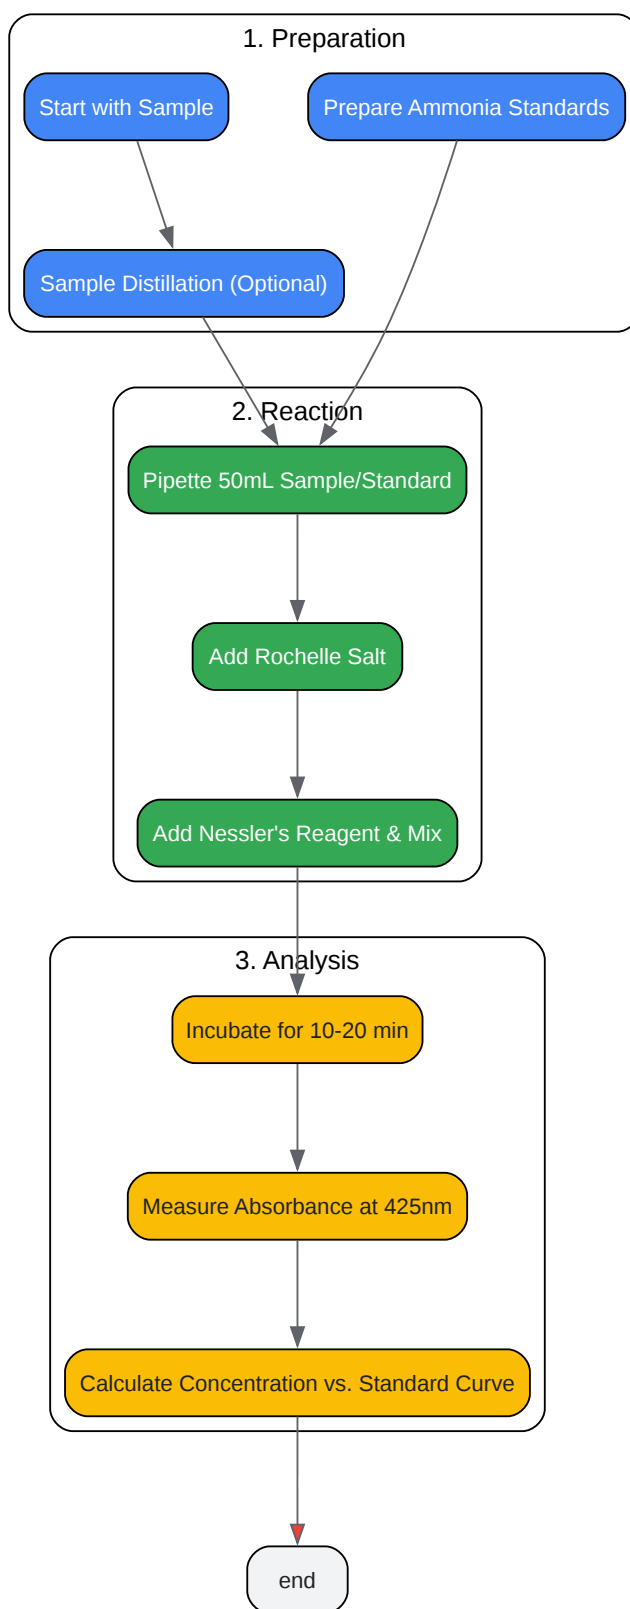 1. Preparation
Start with Sample
Prepare Ammonia Standards
Sample Distillation (Optional)
2. Reaction
Pipette 50mL Sample/Standard
Add Rochelle Salt
Add Nessler's Reagent & Mix
3. Analysis
Incubate for 10-20 min
Measure Absorbance at 425nm
Calculate Concentration vs. Standard Curve
end